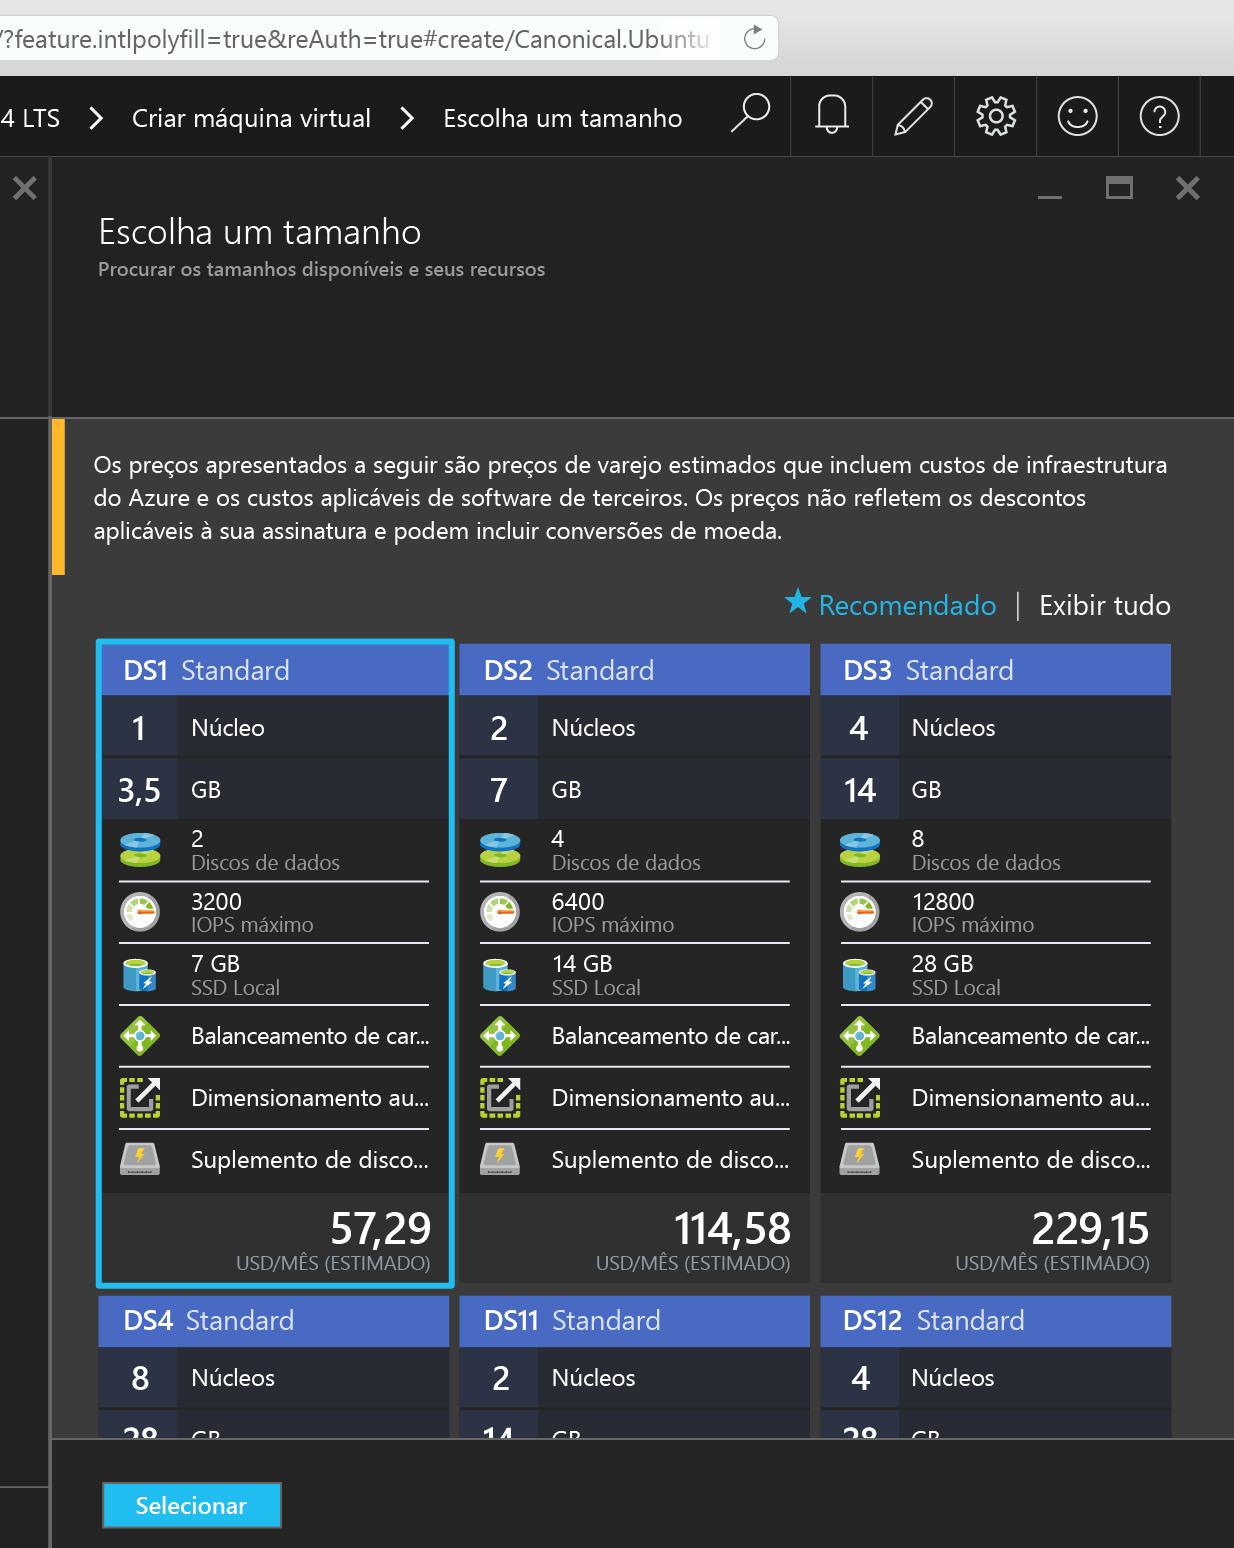 /?feature.intlpolyfill=true&reAuth=true#create/Canonical.Ubuntu
4 LTS > Criar máquina virtual > Escolha um tamanho
Escolha um tamanho
Procurar os tamanhos disponíveis e seus recursos
Os preços apresentados a seguir são preços de varejo estimados que incluem custos de infraestrutura
do Azure e os custos aplicáveis de software de terceiros. Os preços não refletem os descontos
aplicáveis à sua assinatura e podem incluir conversões de moeda.
Recomendado | Exibir tudo
DS1 Standard
1 Núcleo
3,5 GB
2
Discos de dados
3200
IOPS máximo
7 GB
SSD Local
Balanceamento de car...
Dimensionamento au...
Suplemento de disco...
57,29
USD/MÊS (ESTIMADO)
DS2 Standard
2 Núcleos
7 GB
4
Discos de dados
6400
IOPS máximo
14 GB
SSD Local
Balanceamento de car...
Dimensionamento au...
Suplemento de disco...
114,58
USD/MÊS (ESTIMADO)
DS3 Standard
4 Núcleos
14 GB
8
Discos de dados
12800
IOPS máximo
28 GB
SSD Local
Balanceamento de car...
Dimensionamento au...
Suplemento de disco...
229,15
USD/MÊS (ESTIMADO)
DS4 Standard
8 Núcleos
28 GB
DS11 Standard
2 Núcleos
14 GB
DS12 Standard
4 Núcleos
28 GB
Selecionar